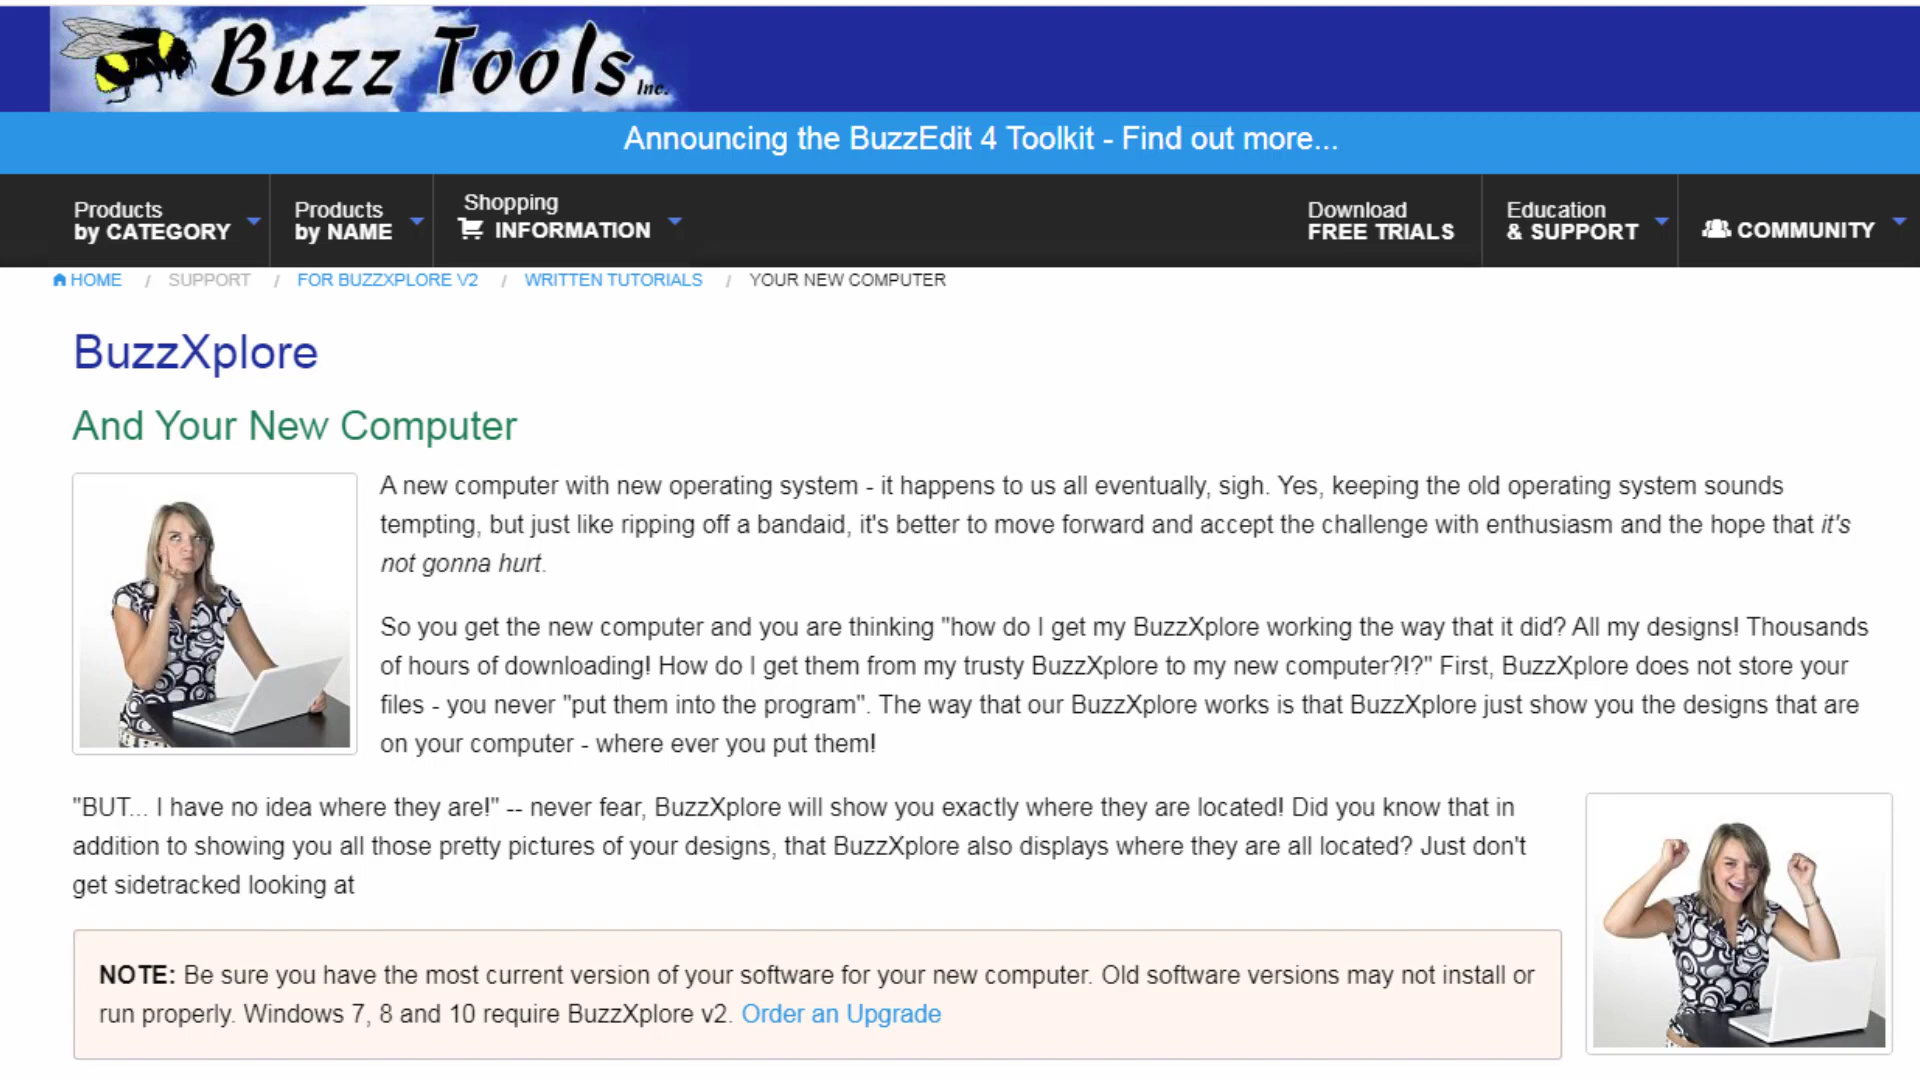 Buzz Tools Inc.
Announcing the BuzzEdit 4 Toolkit - Find out more...
Products by CATEGORY
Products by NAME
Shopping INFORMATION
Download FREE TRIALS
Education & SUPPORT
COMMUNITY
HOME / SUPPORT / FOR BUZZXPLORE V2 / WRITTEN TUTORIALS / YOUR NEW COMPUTER
BuzzXplore
And Your New Computer
A new computer with new operating system - it happens to us all eventually, sigh. Yes, keeping the old operating system sounds
tempting, but just like ripping off a bandaid, it's better to move forward and accept the challenge with enthusiasm and the hope that it's
not gonna hurt.
So you get the new computer and you are thinking "how do I get my BuzzXplore working the way that it did? All my designs! Thousands
of hours of downloading! How do I get them from my trusty BuzzXplore to my new computer?!?" First, BuzzXplore does not store your
files - you never "put them into the program". The way that our BuzzXplore works is that BuzzXplore just show you the designs that are
on your computer - where ever you put them!
"BUT... I have no idea where they are!" -- never fear, BuzzXplore will show you exactly where they are located! Did you know that in
addition to showing you all those pretty pictures of your designs, that BuzzXplore also displays where they are all located? Just don't
get sidetracked looking at
NOTE: Be sure you have the most current version of your software for your new computer. Old software versions may not install or
run properly. Windows 7, 8 and 10 require BuzzXplore v2. Order an Upgrade